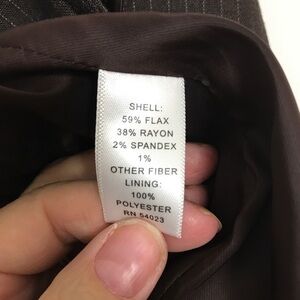 SHELL:
59% FLAX
38% RAYON
2% SPANDEX
1%
OTHER FIBER
LINING:
100%
POLYESTER
RN 54023